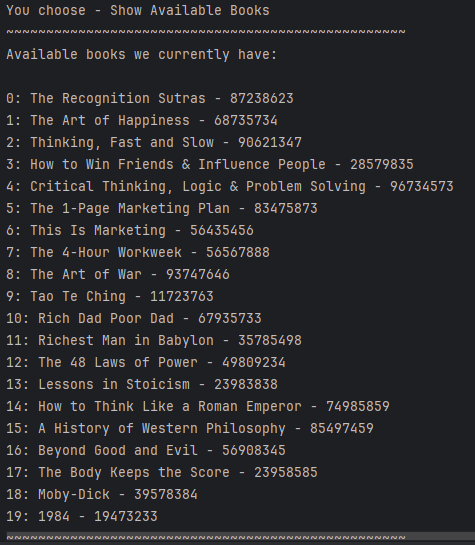 You choose - Show Available Books
~~~~~~~~~~~~~~~~~~~~~~~~~~~~~~~~~~~~~~~~~~~~~~~~~~
Available books we currently have:
0: The Recognition Sutras - 87238623
1: The Art of Happiness - 68735734
2: Thinking, Fast and Slow - 90621347
3: How to Win Friends & Influence People - 28579835
4: Critical Thinking, Logic & Problem Solving - 96734573
5: The 1-Page Marketing Plan - 83475873
6: This Is Marketing - 56435456
7: The 4-Hour Workweek - 56567888
8: The Art of War - 93747646
9: Tao Te Ching - 11723763
10: Rich Dad Poor Dad - 67935733
11: Richest Man in Babylon - 35785498
12: The 48 Laws of Power - 49809234
13: Lessons in Stoicism - 23983838
14: How to Think Like a Roman Emperor - 74985859
15: A History of Western Philosophy - 85497459
16: Beyond Good and Evil - 56908345
17: The Body Keeps the Score - 23958585
18: Moby-Dick - 39578384
19: 1984 - 19473233
~~~~~~~~~~~~~~~~~~~~~~~~~~~~~~~~~~~~~~~~~~~~~~~~~~